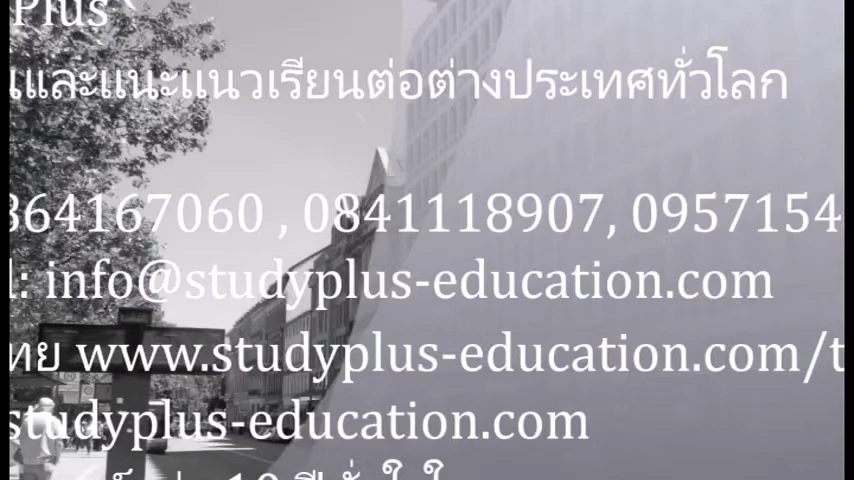 Plus
และแนะแนวเรียนต่อต่างประเทศทั่วโลก
864167060 , 0841118907, 0957154
: info@studyplus-education.com
ทย www.studyplus-education.com/t
studyplus-education.com